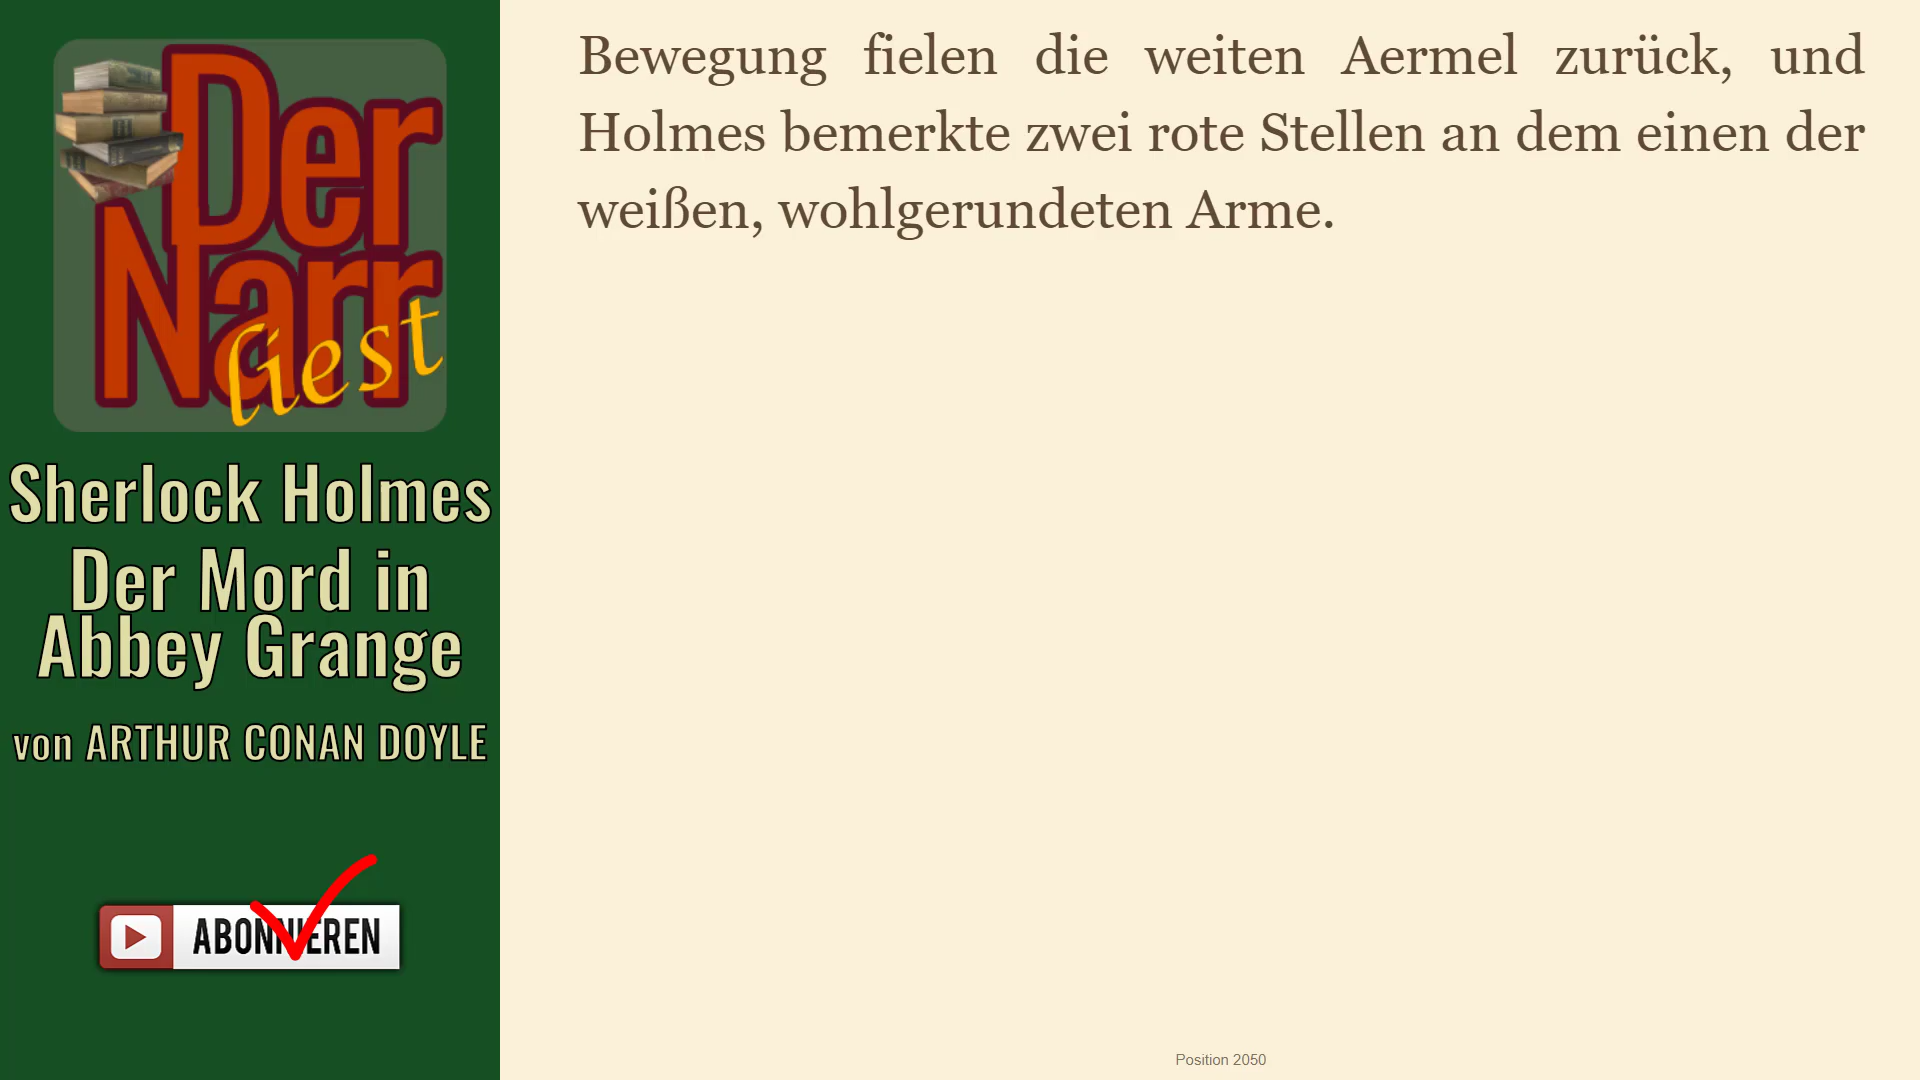 Der
Narr
liest
Sherlock Holmes
Der Mord in
Abbey Grange
von ARTHUR CONAN DOYLE
ABONNIEREN
Bewegung fielen die weiten Aermel zurück, und
Holmes bemerkte zwei rote Stellen an dem einen der
weißen, wohlgerundeten Arme.
Position 2050